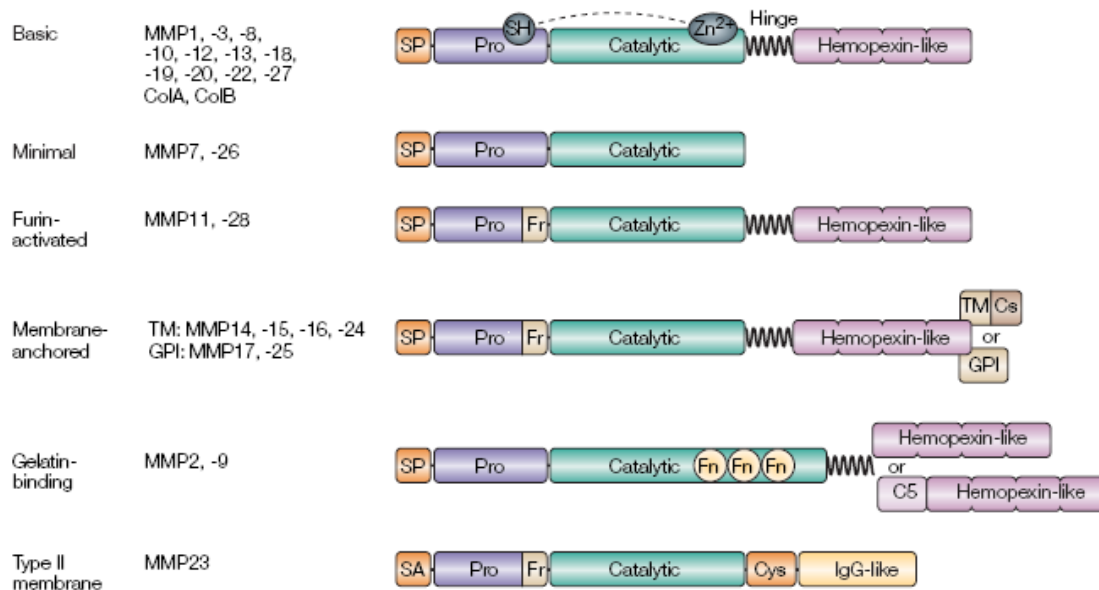 Basic MMP1, -3, -8,
-10, -12, -13, -18,
-19, -20, -22, -27
ColA, ColB
SP Pro SH Catalytic Zn2+ Hinge Hemopexin-like
Minimal MMP7, -26
SP Pro Catalytic
Furin-
activated
MMP11, -28
SP Pro Fr Catalytic Hemopexin-like
Membrane-
anchored
TM: MMP14, -15, -16, -24
GPI: MMP17, -25
SP Pro Fr Catalytic Hemopexin-like
TM Cs
or
GPI
Gelatin-
binding
MMP2, -9
SP Pro Catalytic Fn Fn Fn
Hemopexin-like
or
C5 Hemopexin-like
Type II
membrane
MMP23
SA Pro Fr Catalytic Cys IgG-like